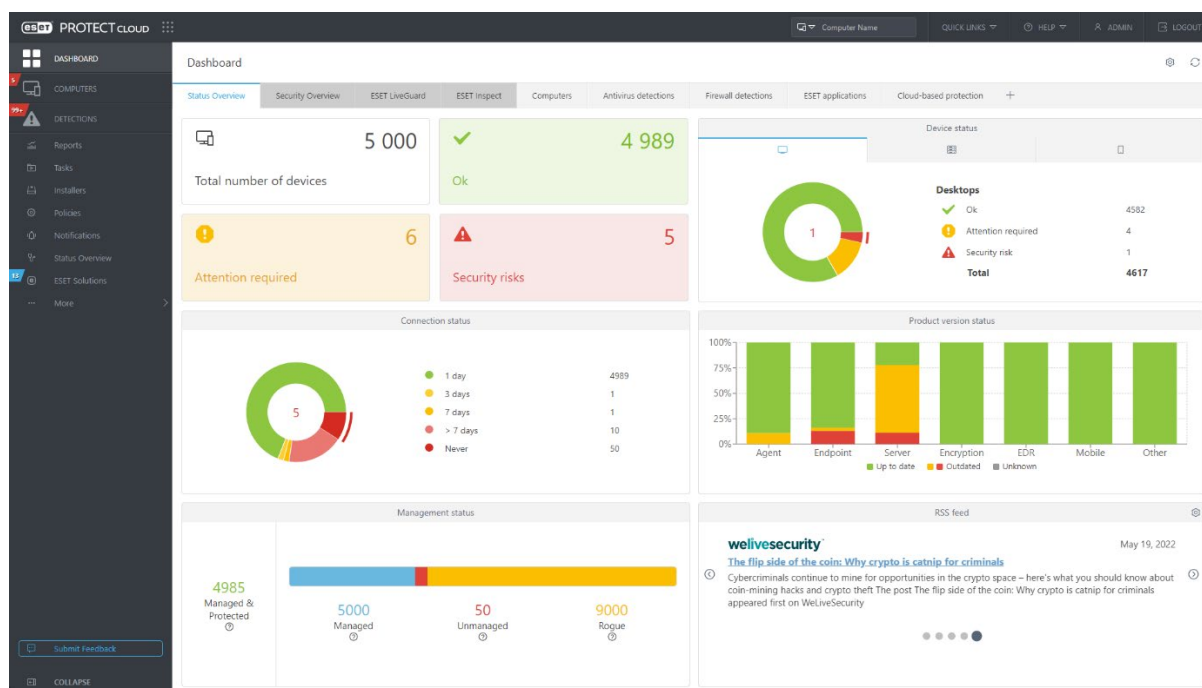 eset PROTECT CLOUD
Computer Name
QUICK LINKS
HELP
ADMIN
LOGOUT
DASHBOARD
5
COMPUTERS
99+
DETECTIONS
Reports
Tasks
Installers
Policies
Notifications
Status Overview
13
ESET Solutions
More
Submit Feedback
COLLAPSE
Dashboard
Status Overview
Security Overview
ESET LiveGuard
ESET Inspect
Computers
Antivirus detections
Firewall detections
ESET applications
Cloud-based protection
5 000
Total number of devices
4 989
Ok
6
Attention required
5
Security risks
Device status
1
Desktops
Ok 4582
Attention required 4
Security risk 1
Total 4617
Connection status
5
1 day 4989
3 days 1
7 days 1
> 7 days 10
Never 50
Product version status
100%
75%
50%
25%
0%
Agent Endpoint Server Encryption EDR Mobile Other
Up to date Outdated Unknown
Management status
4985
Managed &
Protected
5000
Managed
50
Unmanaged
9000
Rogue
RSS feed
welivesecurity
May 19, 2022
The flip side of the coin: Why crypto is catnip for criminals
Cybercriminals continue to mine for opportunities in the crypto space – here's what you should know about
coin-mining hacks and crypto theft The post The flip side of the coin: Why crypto is catnip for criminals
appeared first on WeLiveSecurity